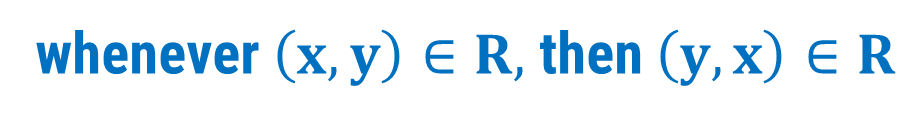 whenever (x, y) ∈ R, then (y, x) ∈ R